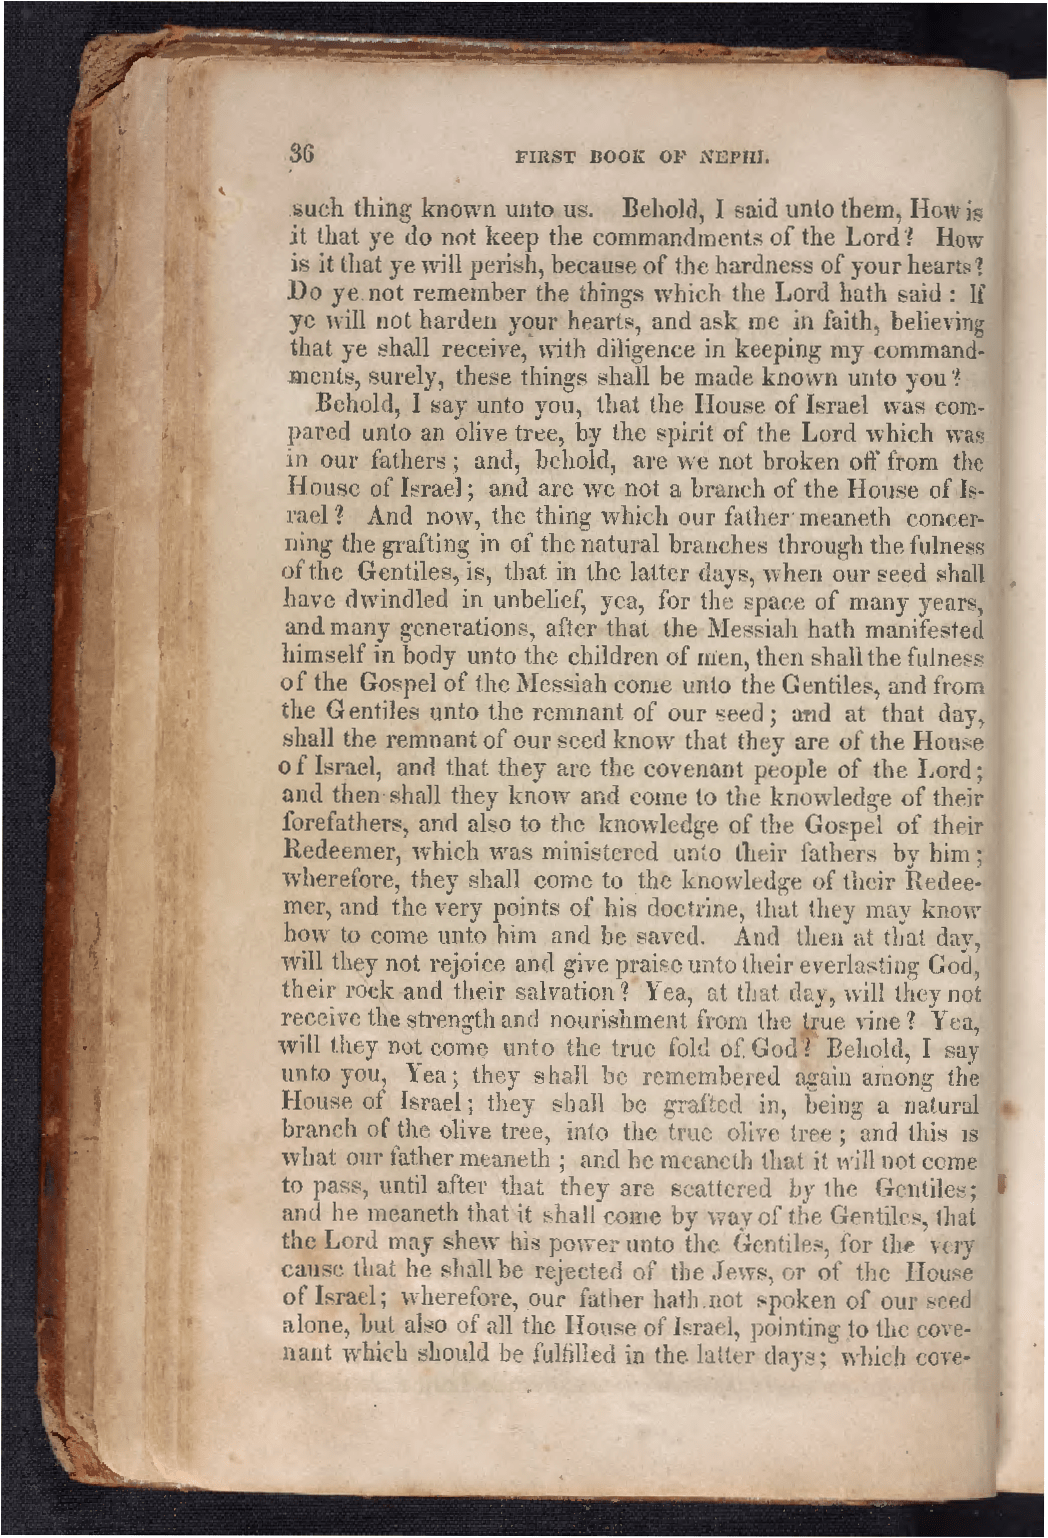 36 FIRST BOOK OF NEPHI.
such thing known unto us. Behold, I said unto them, How is
it that ye do not keep the commandments of the Lord? How
is it that ye will perish, because of the hardness of your hearts?
Do ye not remember the things which the Lord hath said: If
ye will not harden your hearts, and ask me in faith, believing
that ye shall receive, with diligence in keeping my command-
ments, surely, these things shall be made known unto you?
Behold, I say unto you, that the House of Israel was com-
pared unto an olive tree, by the spirit of the Lord which was
in our fathers; and, behold, are we not broken off from the
House of Israel; and are we not a branch of the House of Is-
rael? And now, the thing which our father meaneth concer-
ning the grafting in of the natural branches through the fulness
of the Gentiles, is, that in the latter days, when our seed shall
have dwindled in unbelief, yea, for the space of many years,
and many generations, after that the Messiah hath manifested
himself in body unto the children of men, then shall the fulness
of the Gospel of the Messiah come unto the Gentiles, and from
the Gentiles unto the remnant of our seed; and at that day,
shall the remnant of our seed know that they are of the House
of Israel, and that they are the covenant people of the Lord;
and then shall they know and come to the knowledge of their
forefathers, and also to the knowledge of the Gospel of their
Redeemer, which was ministered unto their fathers by him;
wherefore, they shall come to the knowledge of their Redee-
mer, and the very points of his doctrine, that they may know
how to come unto him and be saved. And then at that day,
will they not rejoice and give praise unto their everlasting God,
their rock and their salvation? Yea, at that day, will they not
receive the strength and nourishment from the true vine? Yea,
will they not come unto the true fold of God? Behold, I say
unto you, Yea; they shall be remembered again among the
House of Israel; they shall be grafted in, being a natural
branch of the olive tree, into the true olive tree; and this is
what our father meaneth; and he meaneth that it will not come
to pass, until after that they are scattered by the Gentiles;
and he meaneth that it shall come by way of the Gentiles, that
the Lord may shew his power unto the Gentiles, for the very
cause that he shall be rejected of the Jews, or of the House
of Israel; wherefore, our father hath not spoken of our seed
alone, but also of all the House of Israel, pointing to the cove-
nant which should be fulfilled in the latter days; which cove-